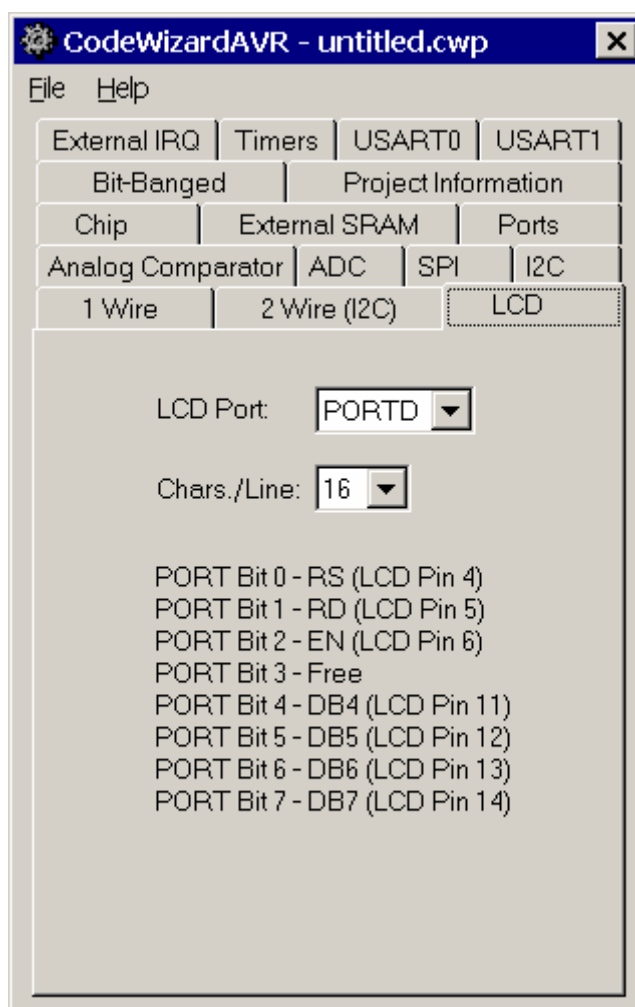 CodeWizardAVR - untitled.cwp
File Help
External IRQ Timers USART0 USART1
Bit-Banged Project Information
Chip External SRAM Ports
Analog Comparator ADC SPI I2C
1 Wire 2 Wire (I2C) LCD
LCD Port: PORTD
Chars./Line: 16
PORT Bit 0 - RS (LCD Pin 4)
PORT Bit 1 - RD (LCD Pin 5)
PORT Bit 2 - EN (LCD Pin 6)
PORT Bit 3 - Free
PORT Bit 4 - DB4 (LCD Pin 11)
PORT Bit 5 - DB5 (LCD Pin 12)
PORT Bit 6 - DB6 (LCD Pin 13)
PORT Bit 7 - DB7 (LCD Pin 14)